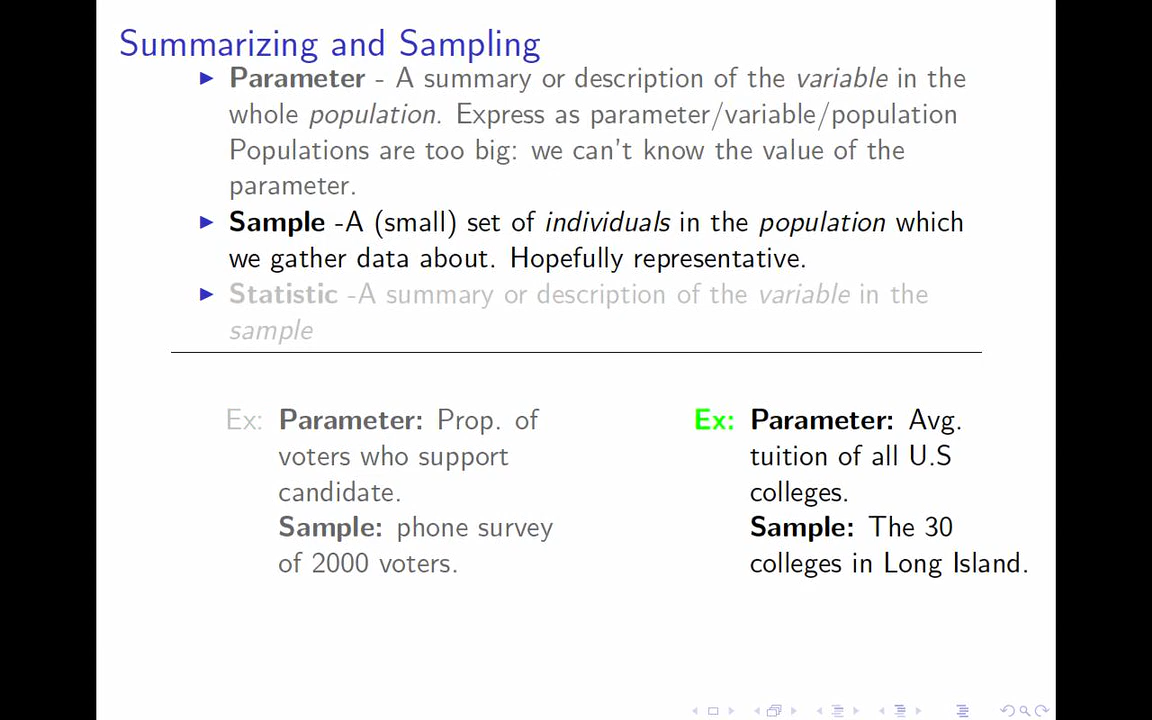 Summarizing and Sampling
Parameter - A summary or description of the variable in the
whole population. Express as parameter/variable/population
Populations are too big: we can't know the value of the
parameter.
Sample -A (small) set of individuals in the population which
we gather data about. Hopefully representative.
Statistic -A summary or description of the variable in the
sample
Ex: Parameter: Prop. of
voters who support
candidate.
Sample: phone survey
of 2000 voters.
Ex: Parameter: Avg.
tuition of all U.S
colleges.
Sample: The 30
colleges in Long Island.